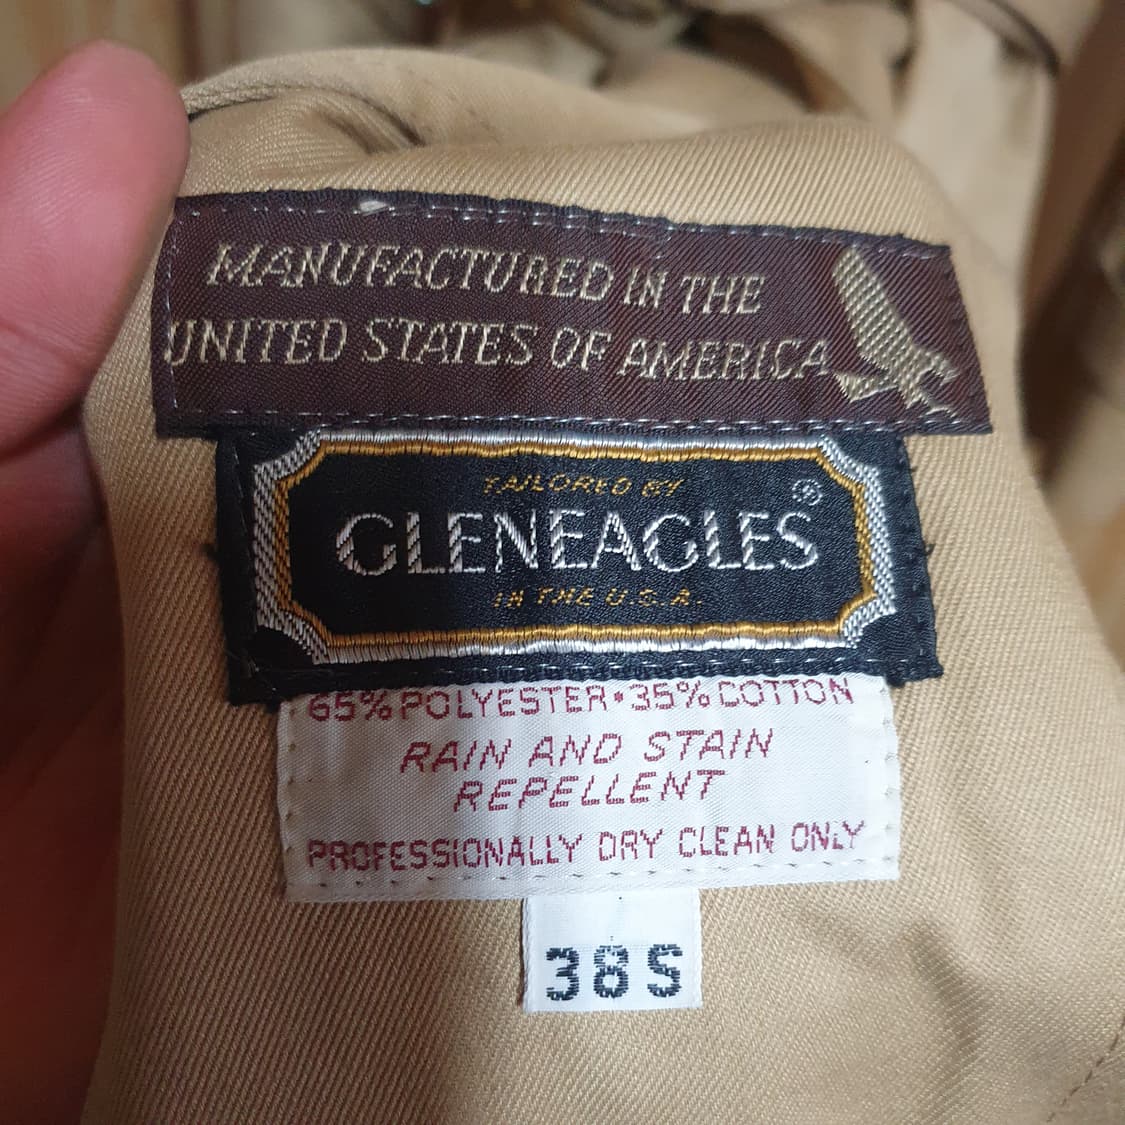 MANUFACTURED IN THE
UNITED STATES OF AMERICA
TAILORED BY
GLENEAGLES®
IN THE U.S.A.
65% POLYESTER • 35% COTTON
RAIN AND STAIN
REPELLENT
PROFESSIONALLY DRY CLEAN ONLY
38S